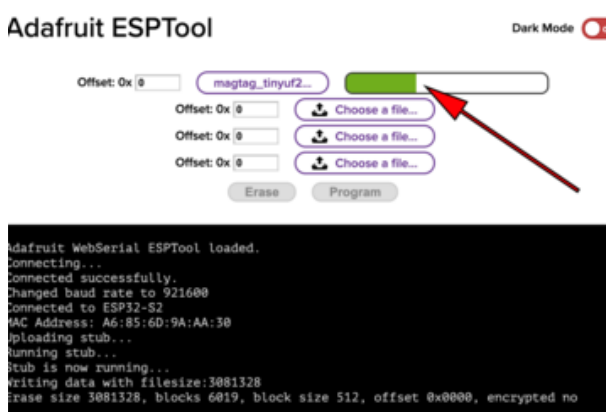 Adafruit ESPTool
Dark Mode
Offset: 0x 0 magtag_tinyuf2...
Offset: 0x 0 Choose a file...
Offset: 0x 0 Choose a file...
Offset: 0x 0 Choose a file...
Erase Program
Adafruit WebSerial ESPTool loaded.
Connecting...
Connected successfully.
Changed baud rate to 921600
Connected to ESP32-S2
MAC Address: A6:85:6D:9A:AA:30
Uploading stub...
Running stub...
Stub is now running...
Writing data with filesize:3081328
Erase size 3081328, blocks 6019, block size 512, offset 0x0000, encrypted no